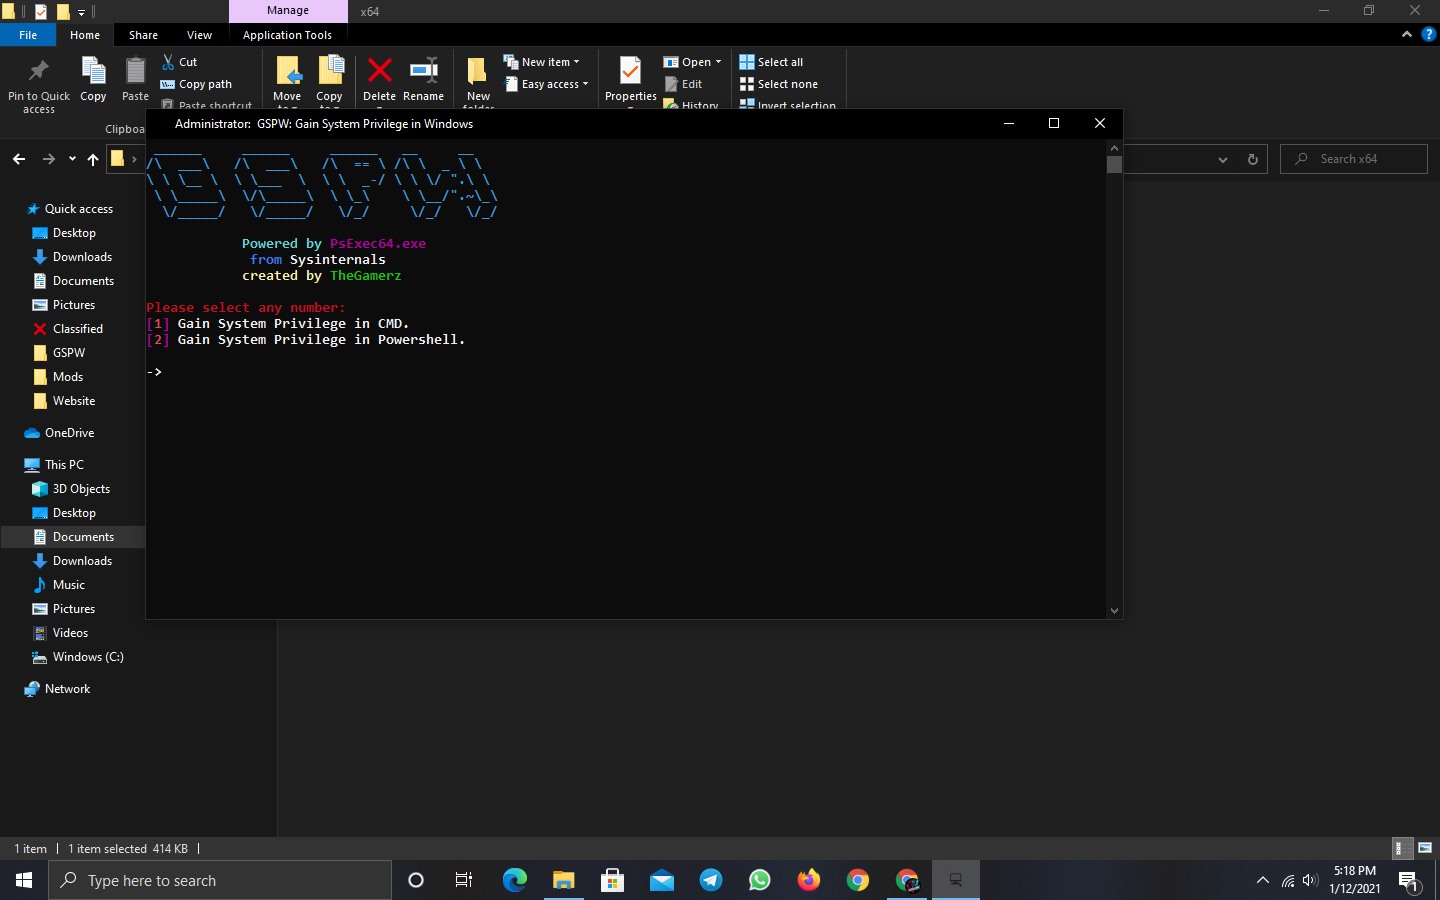 Manage
x64
File
Home
Share
View
Application Tools
Pin to Quick access
Copy
Paste
Cut
Copy path
Paste shortcut
Clipboa
Move to
Copy to
Delete
Rename
New folder
New item
Easy access
Properties
Open
Edit
History
Select all
Select none
Invert selection
Administrator: GSPW: Gain System Privilege in Windows
Search x64
Powered by PsExec64.exe
from Sysinternals
created by TheGamerz
Please select any number:
[1] Gain System Privilege in CMD.
[2] Gain System Privilege in Powershell.
->
Quick access
Desktop
Downloads
Documents
Pictures
Classified
GSPW
Mods
Website
OneDrive
This PC
3D Objects
Desktop
Documents
Downloads
Music
Pictures
Videos
Windows (C:)
Network
1 item
1 item selected 414 KB
Type here to search
5:18 PM
1/12/2021
1